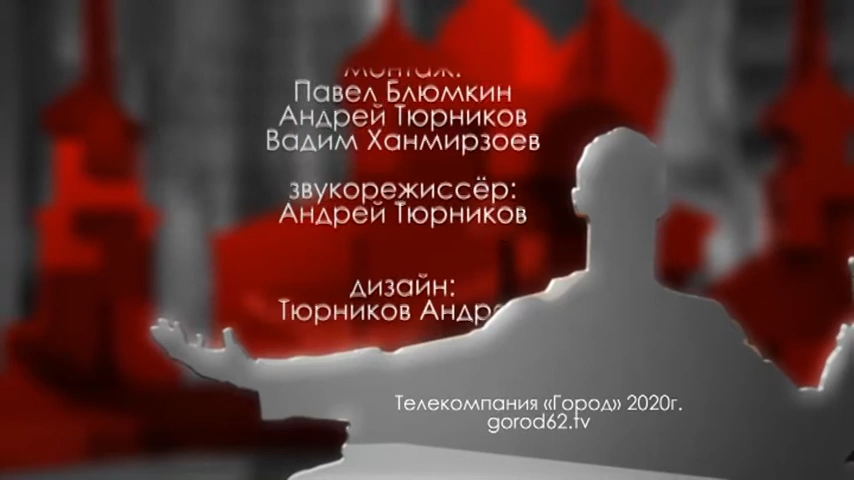 монтаж:
Павел Блюмкин
Андрей Тюрников
Вадим Ханмирзоев
звукорежиссёр:
Андрей Тюрников
дизайн:
Тюрников
Телекомпания «Город» 2020г.
gorod62.tv